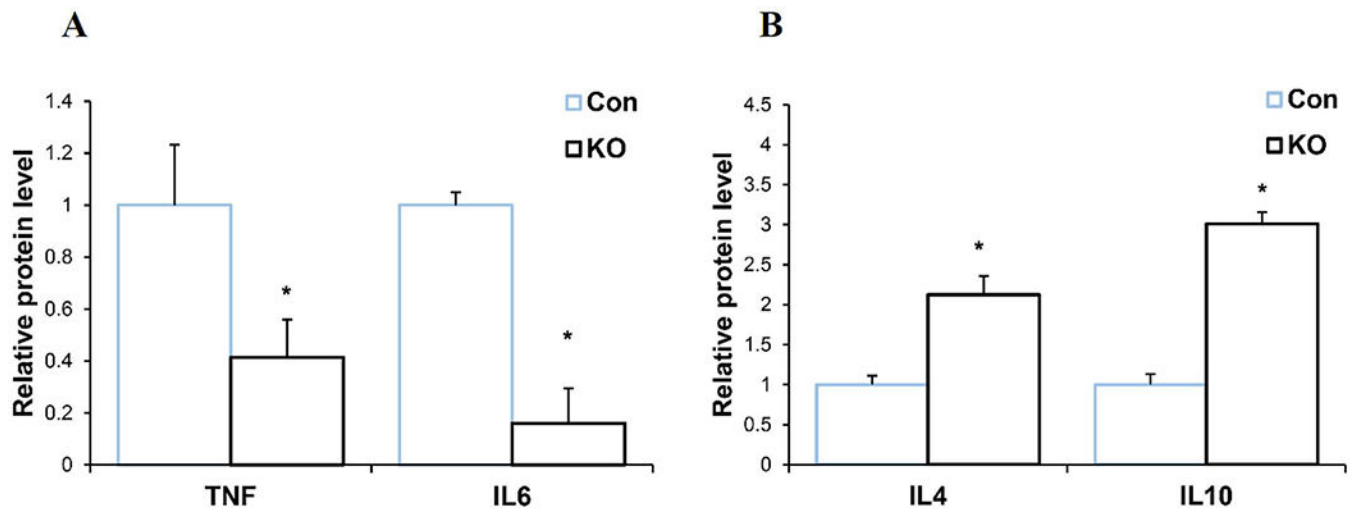 A
Relative protein level
1.4
1.2
1
0.8
0.6
0.4
0.2
0
Con
KO
*
*
TNF
IL6
B
Relative protein level
4.5
4
3.5
3
2.5
2
1.5
1
0.5
0
Con
KO
*
*
IL4
IL10